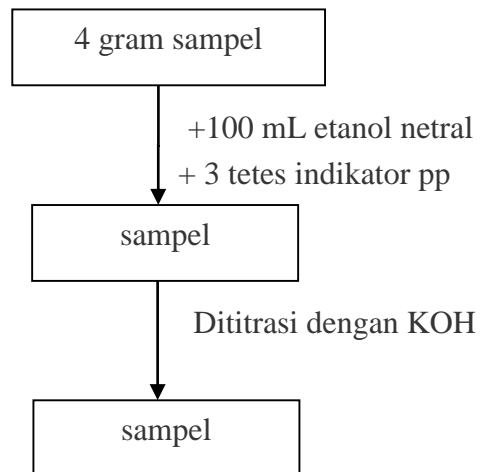 4 gram sampel
+100 mL etanol netral
+ 3 tetes indikator pp
sampel
Dititrasi dengan KOH
sampel